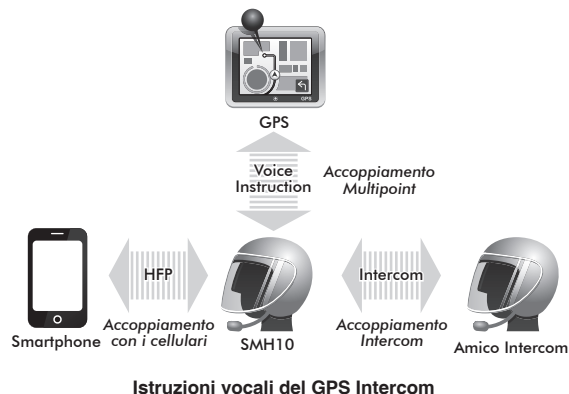 GPS
GPS
Voice
Instruction
Accoppiamento
Multipoint
HFP
Intercom
Smartphone
Accoppiamento
con i cellulari
SMH10
Accoppiamento
Intercom
Amico Intercom
Istruzioni vocali del GPS Intercom